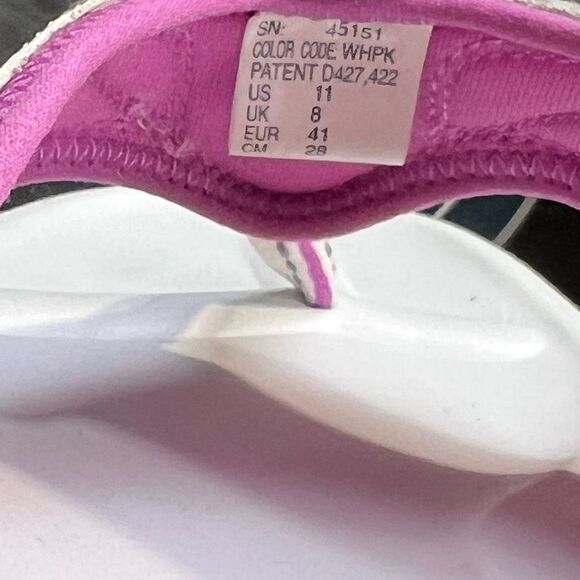 SN: 45151
COLOR CODE WHPK
PATENT D427,422
US 11
UK 8
EUR 41
CM 28